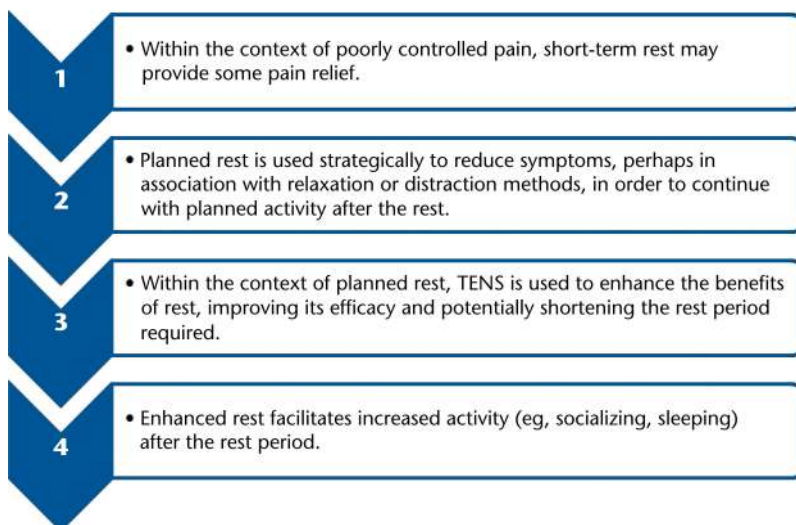 1
• Within the context of poorly controlled pain, short-term rest may
provide some pain relief.
2
• Planned rest is used strategically to reduce symptoms, perhaps in
association with relaxation or distraction methods, in order to continue
with planned activity after the rest.
3
• Within the context of planned rest, TENS is used to enhance the benefits
of rest, improving its efficacy and potentially shortening the rest period
required.
4
• Enhanced rest facilitates increased activity (eg, socializing, sleeping)
after the rest period.